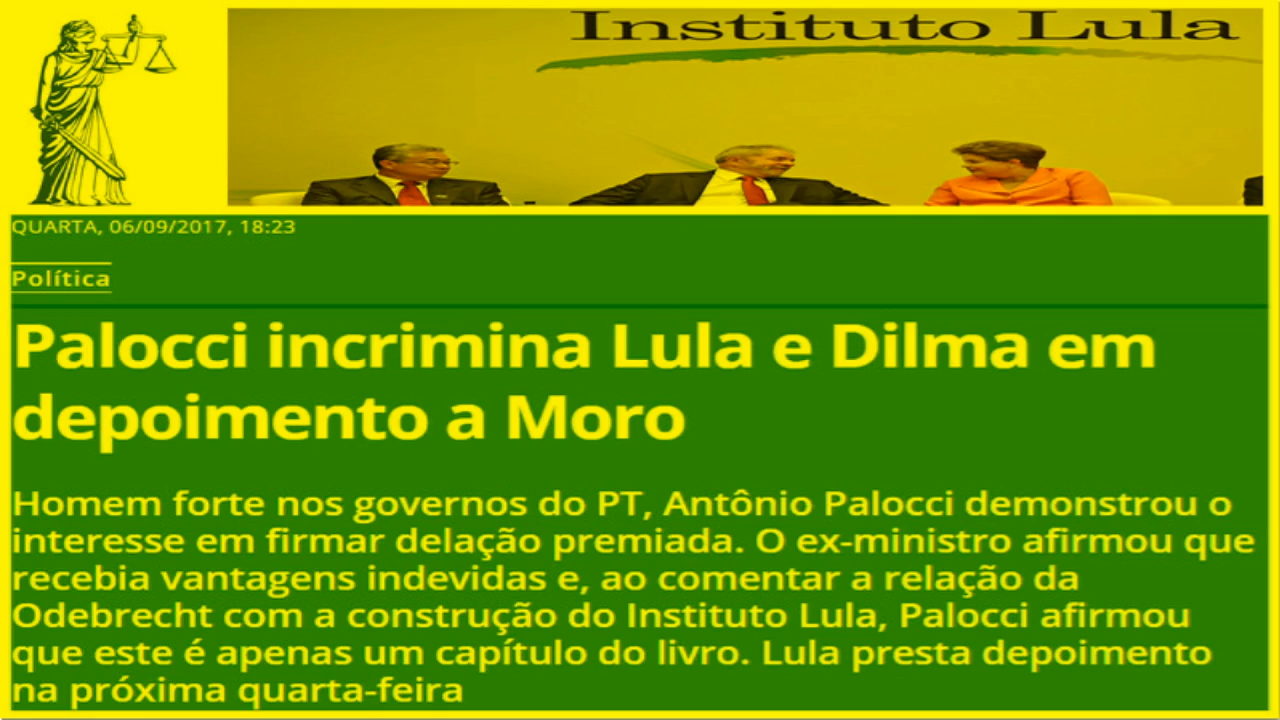 Instituto Lula
QUARTA, 06/09/2017, 18:23
Política
Palocci incrimina Lula e Dilma em
depoimento a Moro
Homem forte nos governos do PT, Antônio Palocci demonstrou o
interesse em firmar delação premiada. O ex-ministro afirmou que
recebia vantagens indevidas e, ao comentar a relação da
Odebrecht com a construção do Instituto Lula, Palocci afirmou
que este é apenas um capítulo do livro. Lula presta depoimento
na próxima quarta-feira